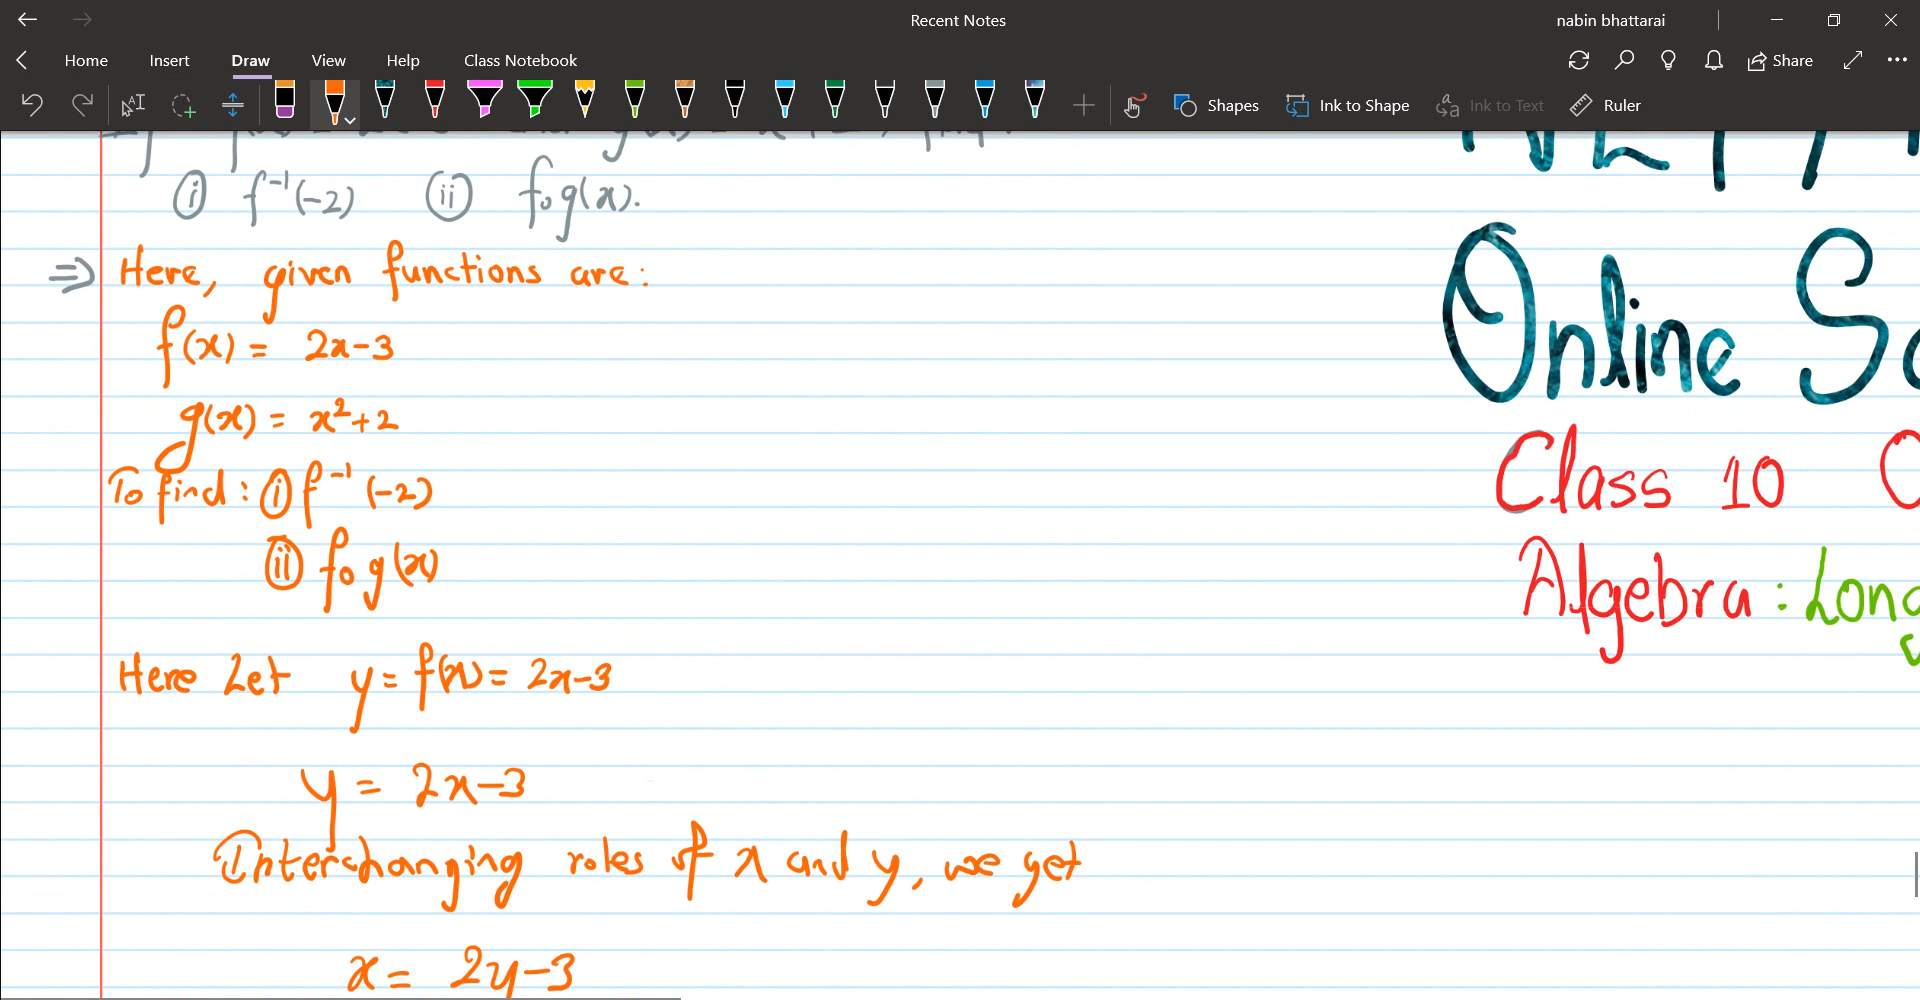 Recent Notes
nabin bhattarai
Home Insert Draw View Help Class Notebook
Share
Shapes Ink to Shape Ink to Text Ruler
(i) f⁻¹(-2) (ii) fog(x).
⇒ Here, given functions are:
f(x) = 2x-3
g(x) = x²+2
To find: (i) f⁻¹(-2)
(ii) fog(x)
Here Let y = f(x) = 2x-3
y = 2x-3
Interchanging roles of x and y, we get
x = 2y-3
Online
Class 10
Algebra :